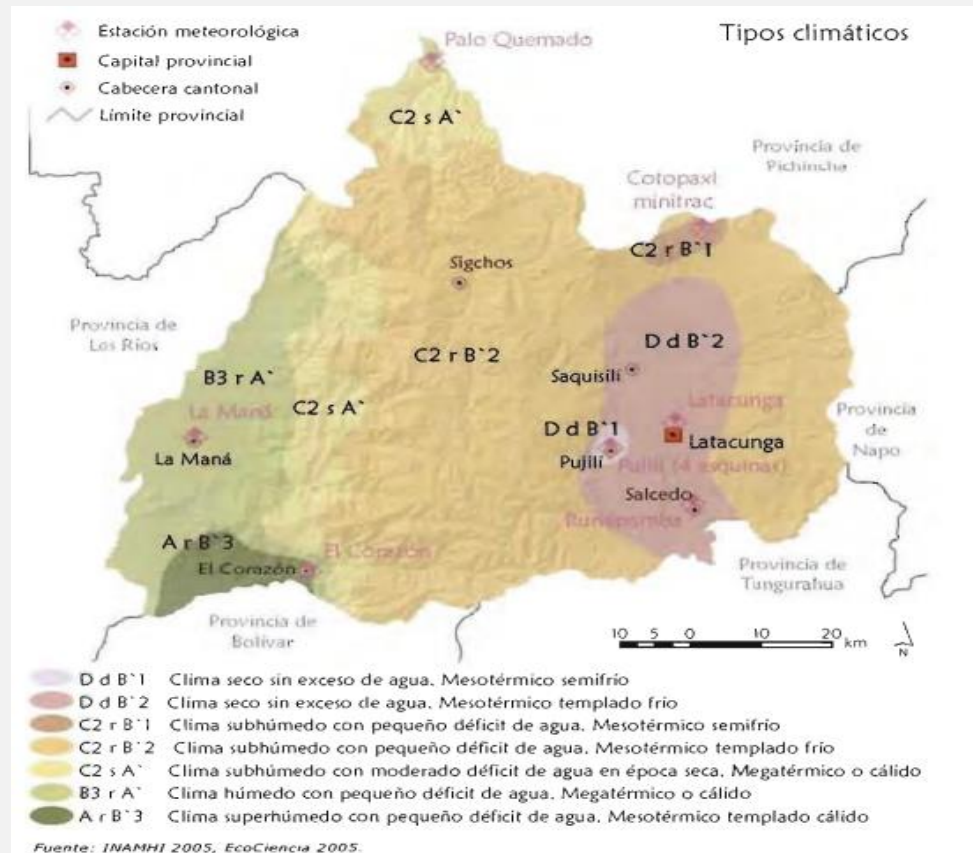 Tipos climáticos
Estación meteorológica
Capital provincial
Cabecera cantonal
Límite provincial
Palo Quemado
C2 s A`
Provincia de
Pichincha
Cotopaxi
minitrac
C2 r B`1
Sigchos
Provincia de
Los Ríos
D d B`2
C2 r B`2
Saquisilí
B3 r A`
C2 s A`
La Maná
La Maná
Latacunga
Latacunga
Provincia
de
Napo
D d B`1
Pujilí
Pujilí (4 esquinas)
Salcedo
Rumipamba
A r B`3
El Corazón
El Corazón
Provincia de
Tungurahua
Provincia de
Bolívar
10 5 0 10 20 km
N
D d B`1 Clima seco sin exceso de agua. Mesotérmico semifrío
D d B`2 Clima seco sin exceso de agua. Mesotérmico templado frío
C2 r B`1 Clima subhúmedo con pequeño déficit de agua. Mesotérmico semifrío
C2 r B`2 Clima subhúmedo con pequeño déficit de agua. Mesotérmico templado frío
C2 s A` Clima subhúmedo con moderado déficit de agua en época seca. Megatérmico o cálido
B3 r A` Clima húmedo con pequeño déficit de agua. Megatérmico o cálido
A r B`3 Clima superhúmedo con pequeño déficit de agua. Mesotérmico templado cálido
Fuente: INAMHI 2005, EcoCiencia 2005.